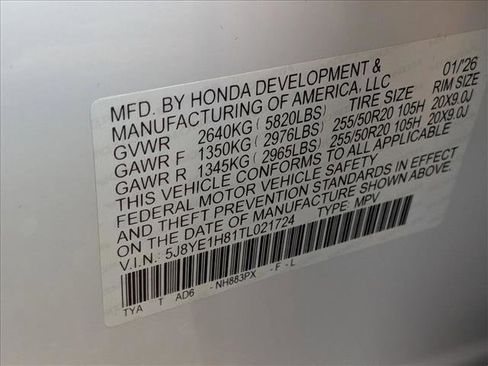 MFD. BY HONDA DEVELOPMENT & 01/'26
MANUFACTURING OF AMERICA, LLC
TIRE SIZE RIM SIZE
GVWR 2640KG ( 5820LBS)
GAWR F 1350KG ( 2976LBS) 255/50R20 105H 20X9.0J
GAWR R 1345KG ( 2965LBS) 255/50R20 105H 20X9.0J
THIS VEHICLE CONFORMS TO ALL APPLICABLE
FEDERAL MOTOR VEHICLE SAFETY
AND THEFT PREVENTION STANDARDS IN EFFECT
ON THE DATE OF MANUFACTURE SHOWN ABOVE.
V.I.N.: 5J8YE1H81TL021724 TYPE: MPV
TYA T AD6 - NH883PX - F - L